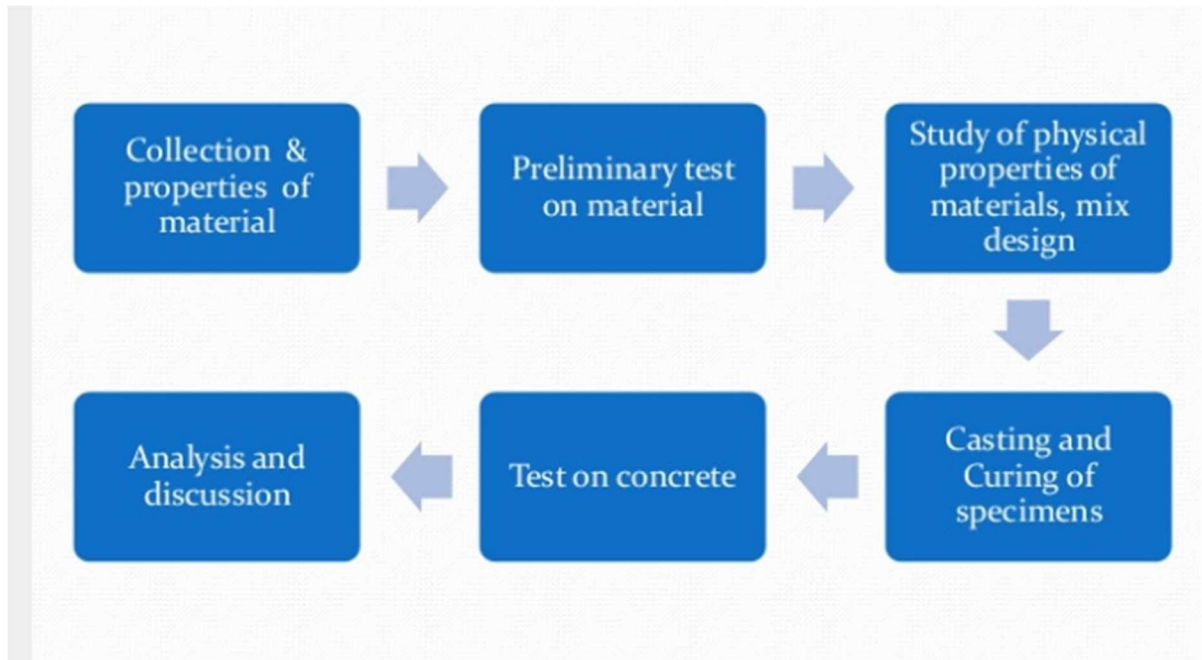 Collection &
properties of
material
Preliminary test
on material
Study of physical
properties of
materials, mix
design
Casting and
Curing of
specimens
Test on concrete
Analysis and
discussion